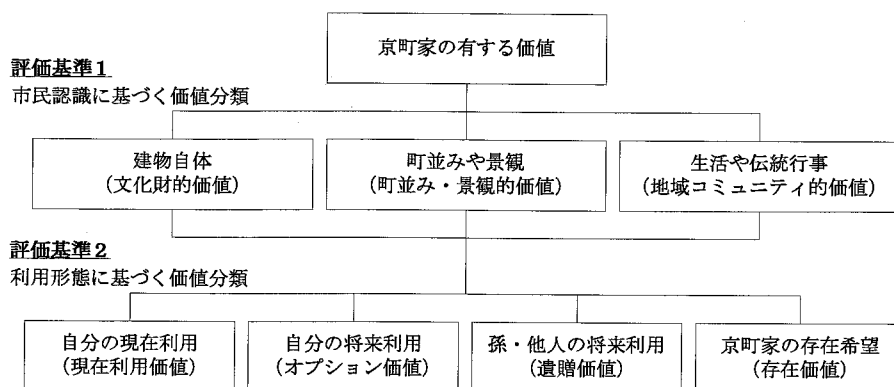 京町家の有する価値
評価基準1
市民認識に基づく価値分類
建物自体
(文化財的価値)
町並みや景観
(町並み・景観的価値)
生活や伝統行事
(地域コミュニティ的価値)
評価基準2
利用形態に基づく価値分類
自分の現在利用
(現在利用価値)
自分の将来利用
(オプション価値)
孫・他人の将来利用
(遺贈価値)
京町家の存在希望
(存在価値)